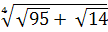 ∜(√95 + √14)